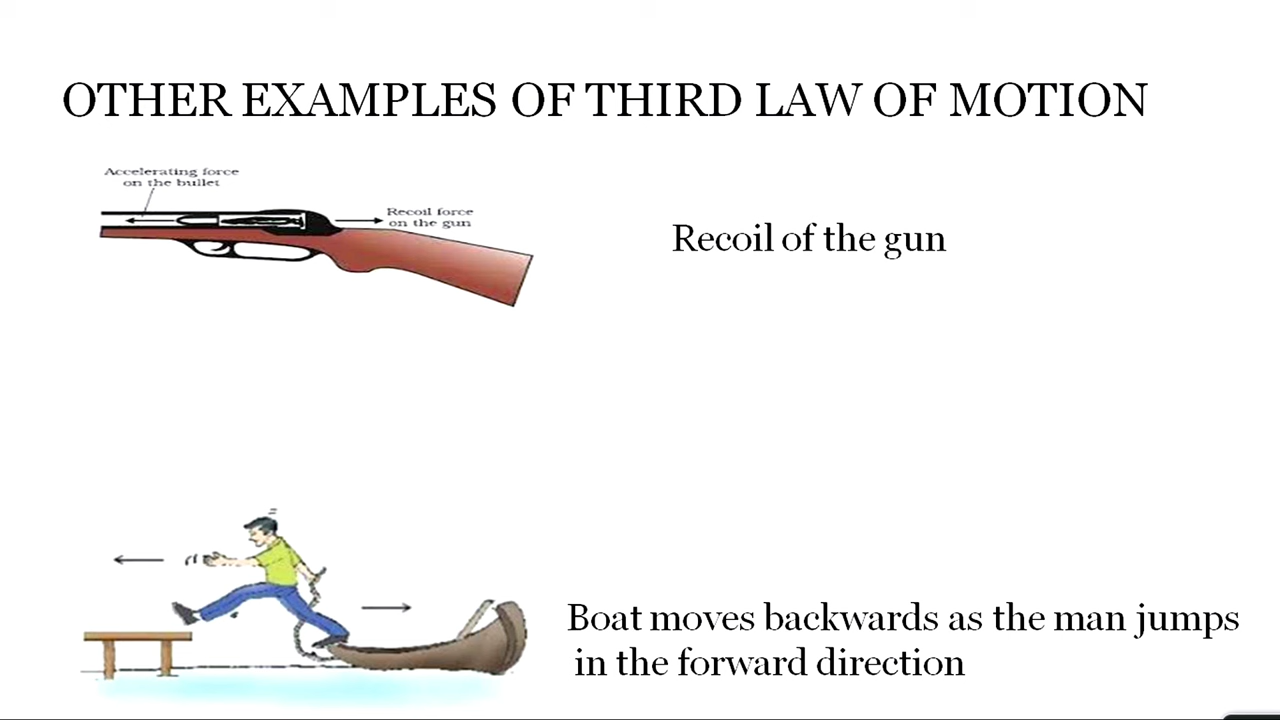 OTHER EXAMPLES OF THIRD LAW OF MOTION
Accelerating force
on the bullet
Recoil force
on the gun
Recoil of the gun
Boat moves backwards as the man jumps
in the forward direction